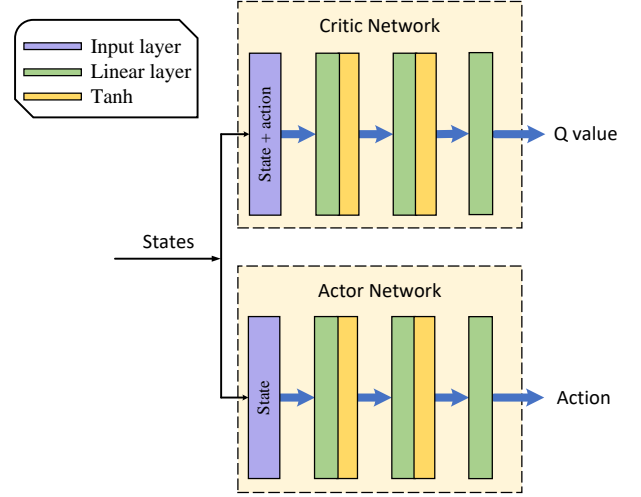 Input layer
Linear layer
Tanh
Critic Network
State + action
Q value
States
Actor Network
State
Action